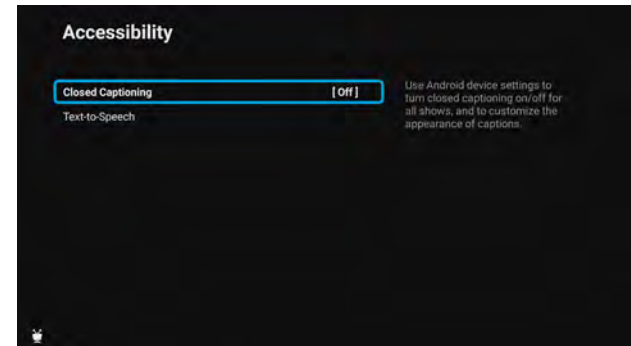 Accessibility
Closed Captioning [ Off ]
Text-to-Speech
Use Android device settings to
turn closed captioning on/off for
all shows, and to customize the
appearance of captions.